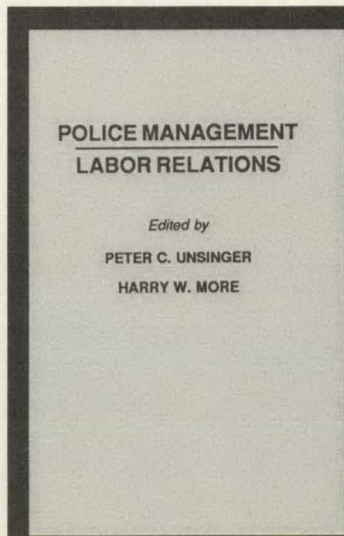 POLICE MANAGEMENT
LABOR RELATIONS
Edited by
PETER C. UNSINGER
HARRY W. MORE